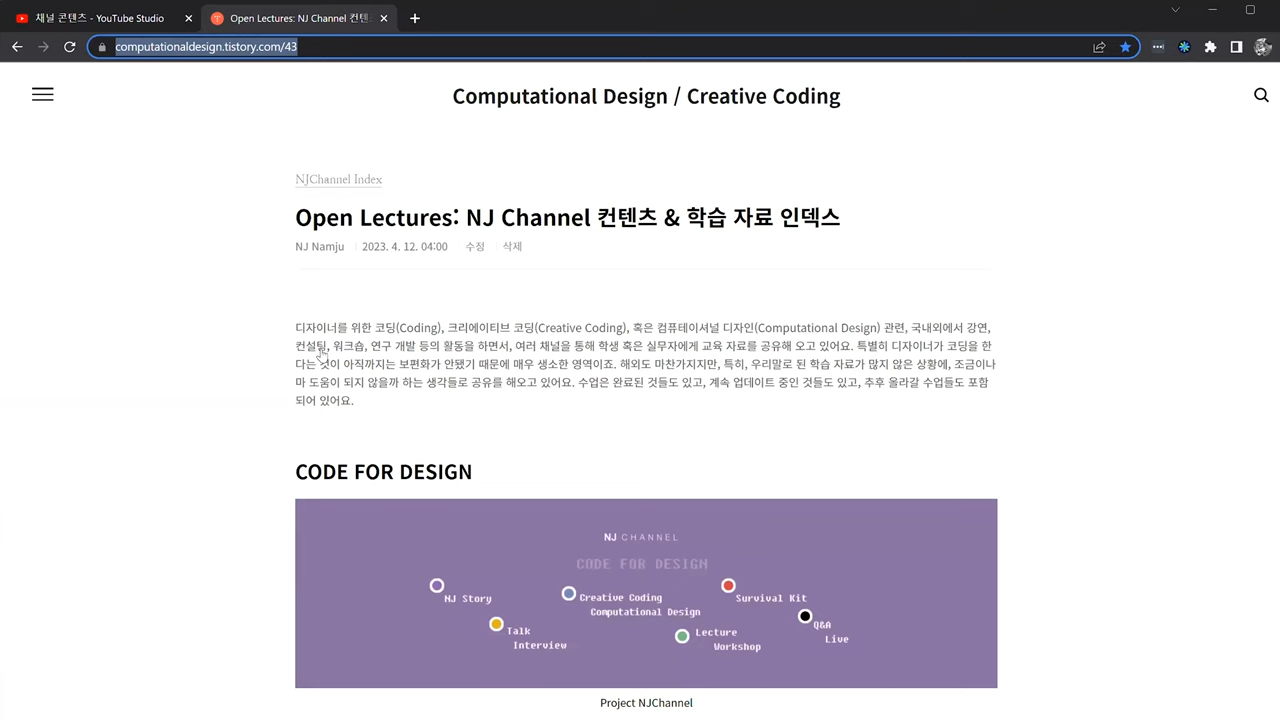 채널 콘텐츠 - YouTube Studio
Open Lectures: NJ Channel 컨텐츠
computationaldesign.tistory.com/43
Computational Design / Creative Coding
NJChannel Index
Open Lectures: NJ Channel 컨텐츠 & 학습 자료 인덱스
NJ Namju 2023. 4. 12. 04:00 수정 삭제
디자이너를 위한 코딩(Coding), 크리에이티브 코딩(Creative Coding), 혹은 컴퓨테이셔널 디자인(Computational Design) 관련, 국내외에서 강연,
컨설팅, 워크숍, 연구 개발 등의 활동을 하면서, 여러 채널을 통해 학생 혹은 실무자에게 교육 자료를 공유해 오고 있어요. 특별히 디자이너가 코딩을 한
다는 것이 아직까지는 보편화가 안됐기 때문에 매우 생소한 영역이죠. 해외도 마찬가지지만, 특히, 우리말로 된 학습 자료가 많지 않은 상황에, 조금이나
마 도움이 되지 않을까 하는 생각들로 공유를 해오고 있어요. 수업은 완료된 것들도 있고, 계속 업데이트 중인 것들도 있고, 추후 올라갈 수업들도 포함
되어 있어요.
CODE FOR DESIGN
NJ CHANNEL
CODE FOR DESIGN
NJ Story
Creative Coding
Computational Design
Survival Kit
Talk
Interview
Lecture
Workshop
Q&A
Live
Project NJChannel